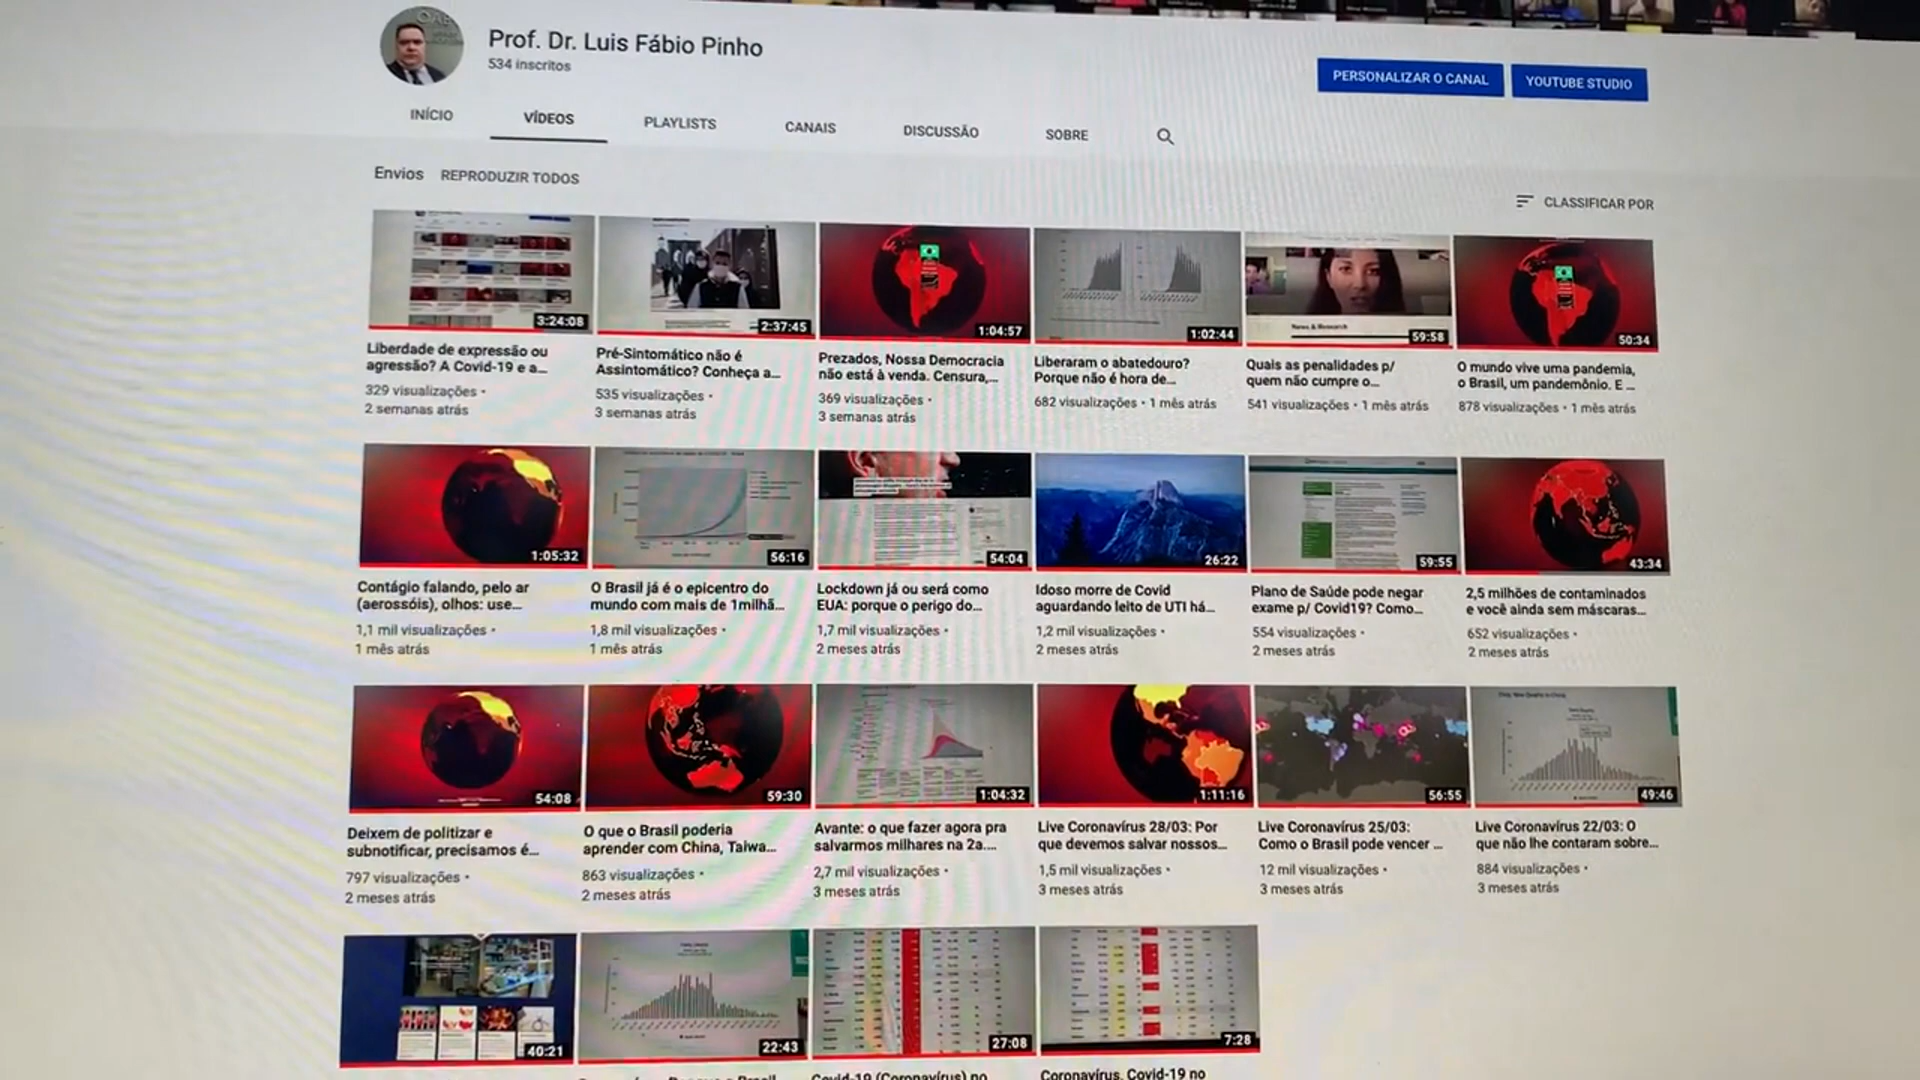 Prof. Dr. Luis Fábio Pinho
534 inscritos
PERSONALIZAR O CANAL
YOUTUBE STUDIO
INÍCIO
VÍDEOS
PLAYLISTS
CANAIS
DISCUSSÃO
SOBRE
Envios
REPRODUZIR TODOS
CLASSIFICAR POR
3:24:08
2:37:45
1:04:57
1:02:44
News & Research
59:58
50:34
Liberdade de expressão ou
agressão? A Covid-19 e a...
329 visualizações •
2 semanas atrás
Pré-Sintomático não é
Assintomático? Conheça a...
535 visualizações •
3 semanas atrás
Prezados, Nossa Democracia
não está à venda. Censura,...
369 visualizações •
3 semanas atrás
Liberaram o abatedouro?
Porque não é hora de...
682 visualizações • 1 mês atrás
Quais as penalidades p/
quem não cumpre o...
541 visualizações • 1 mês atrás
O mundo vive uma pandemia,
o Brasil, um pandemônio. E ...
878 visualizações • 1 mês atrás
1:05:32
56:16
54:04
26:22
59:55
43:34
Contágio falando, pelo ar
(aerossóis), olhos: use...
1,1 mil visualizações •
1 mês atrás
O Brasil já é o epicentro do
mundo com mais de 1milhã...
1,8 mil visualizações •
1 mês atrás
Lockdown já ou será como
EUA: porque o perigo do...
1,7 mil visualizações •
2 meses atrás
Idoso morre de Covid
aguardando leito de UTI há...
1,2 mil visualizações •
2 meses atrás
Plano de Saúde pode negar
exame p/ Covid19? Como...
554 visualizações •
2 meses atrás
2,5 milhões de contaminados
e você ainda sem máscaras...
652 visualizações •
2 meses atrás
54:08
59:30
1:04:32
1:11:16
56:55
49:46
Deixem de politizar e
subnotificar, precisamos é...
797 visualizações •
2 meses atrás
O que o Brasil poderia
aprender com China, Taiwa...
863 visualizações •
2 meses atrás
Avante: o que fazer agora pra
salvarmos milhares na 2a....
2,7 mil visualizações •
3 meses atrás
Live Coronavírus 28/03: Por
que devemos salvar nossos...
1,5 mil visualizações •
3 meses atrás
Live Coronavírus 25/03:
Como o Brasil pode vencer ...
12 mil visualizações •
3 meses atrás
Live Coronavírus 22/03: O
que não lhe contaram sobre...
884 visualizações •
3 meses atrás
40:21
22:43
27:08
7:28
Covid-19 (Coronavírus) no
Coronavírus, Covid-19 no